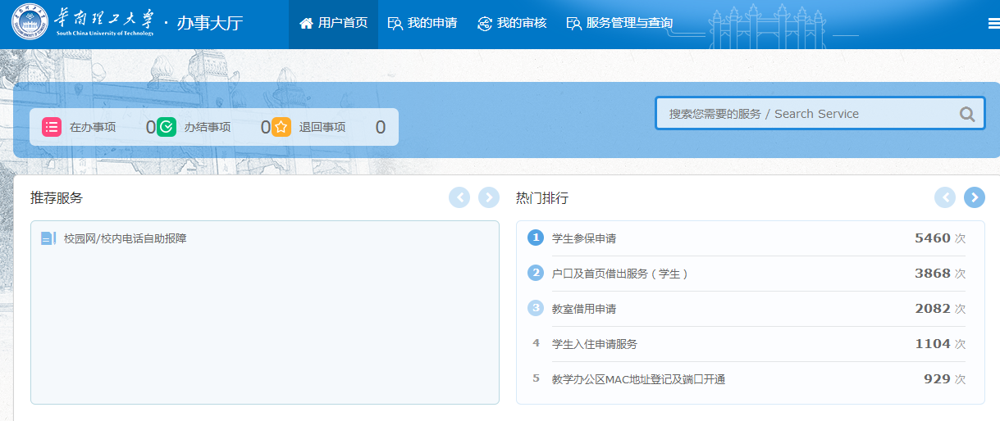 华南理工大学 · 办事大厅 用户首页 我的申请 我的审核 服务管理与查询
South China University of Technology
在办事项 0 办结事项 0 退回事项 0
搜索您需要的服务 / Search Service
推荐服务
校园网/校内电话自助报障
热门排行
1 学生参保申请 5460 次
2 户口及首页借出服务（学生） 3868 次
3 教室借用申请 2082 次
4 学生入住申请服务 1104 次
5 教学办公区MAC地址登记及端口开通 929 次